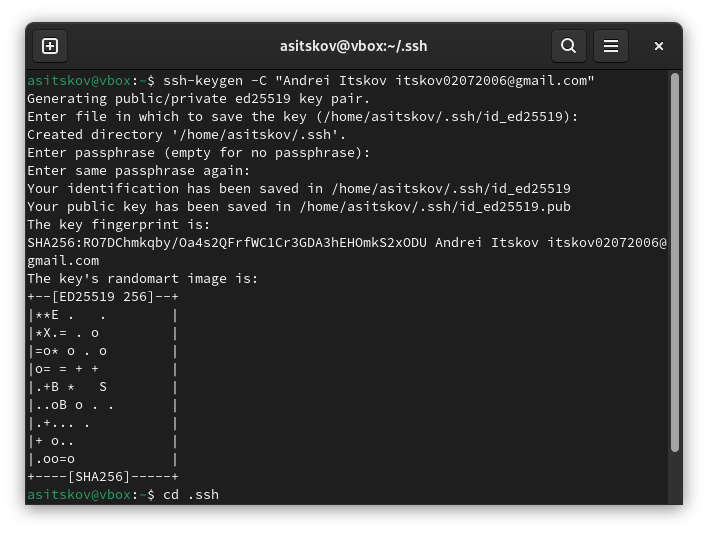 asitskov@vbox:~/.ssh
asitskov@vbox:~$ ssh-keygen -C "Andrei Itskov itskov02072006@gmail.com"
Generating public/private ed25519 key pair.
Enter file in which to save the key (/home/asitskov/.ssh/id_ed25519):
Created directory '/home/asitskov/.ssh'.
Enter passphrase (empty for no passphrase):
Enter same passphrase again:
Your identification has been saved in /home/asitskov/.ssh/id_ed25519
Your public key has been saved in /home/asitskov/.ssh/id_ed25519.pub
The key fingerprint is:
SHA256:RO7DChmkqby/Oa4s2QFrfWC1Cr3GDA3hEHOmkS2xODU Andrei Itskov itskov02072006@
gmail.com
The key's randomart image is:
+--[ED25519 256]--+
|**E .   .        |
|*X.= . o         |
|=o* o . o        |
|o= = + +         |
|.+B *   S        |
|..oB o . .       |
|.+... .          |
|+ o..            |
|.oo=o            |
+----[SHA256]-----+
asitskov@vbox:~$ cd .ssh